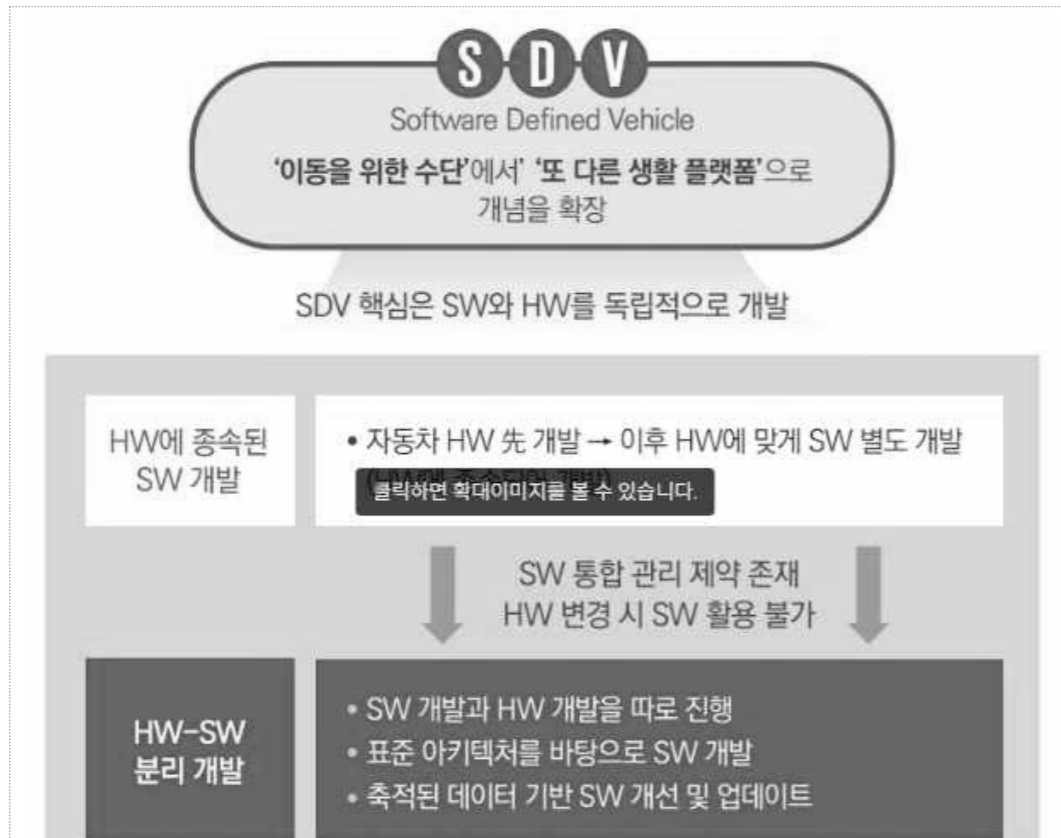 SDV
Software Defined Vehicle
'이동을 위한 수단'에서' '또 다른 생활 플랫폼'으로
개념을 확장
SDV 핵심은 SW와 HW를 독립적으로 개발
HW에 종속된
SW 개발
• 자동차 HW 先 개발 → 이후 HW에 맞게 SW 별도 개발
클릭하면 확대이미지를 볼 수 있습니다.
SW 통합 관리 제약 존재
HW 변경 시 SW 활용 불가
HW-SW
분리 개발
• SW 개발과 HW 개발을 따로 진행
• 표준 아키텍처를 바탕으로 SW 개발
• 축적된 데이터 기반 SW 개선 및 업데이트